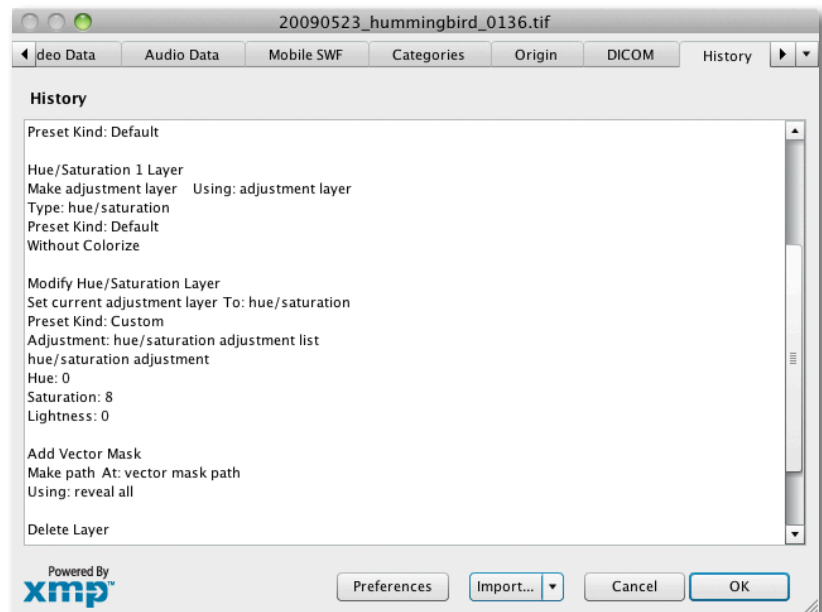 20090523_hummingbird_0136.tif
deo Data Audio Data Mobile SWF Categories Origin DICOM History
History
Preset Kind: Default
Hue/Saturation 1 Layer
Make adjustment layer Using: adjustment layer
Type: hue/saturation
Preset Kind: Default
Without Colorize
Modify Hue/Saturation Layer
Set current adjustment layer To: hue/saturation
Preset Kind: Custom
Adjustment: hue/saturation adjustment list
hue/saturation adjustment
Hue: 0
Saturation: 8
Lightness: 0
Add Vector Mask
Make path At: vector mask path
Using: reveal all
Delete Layer
Powered By
xmp™
Preferences Import... Cancel OK